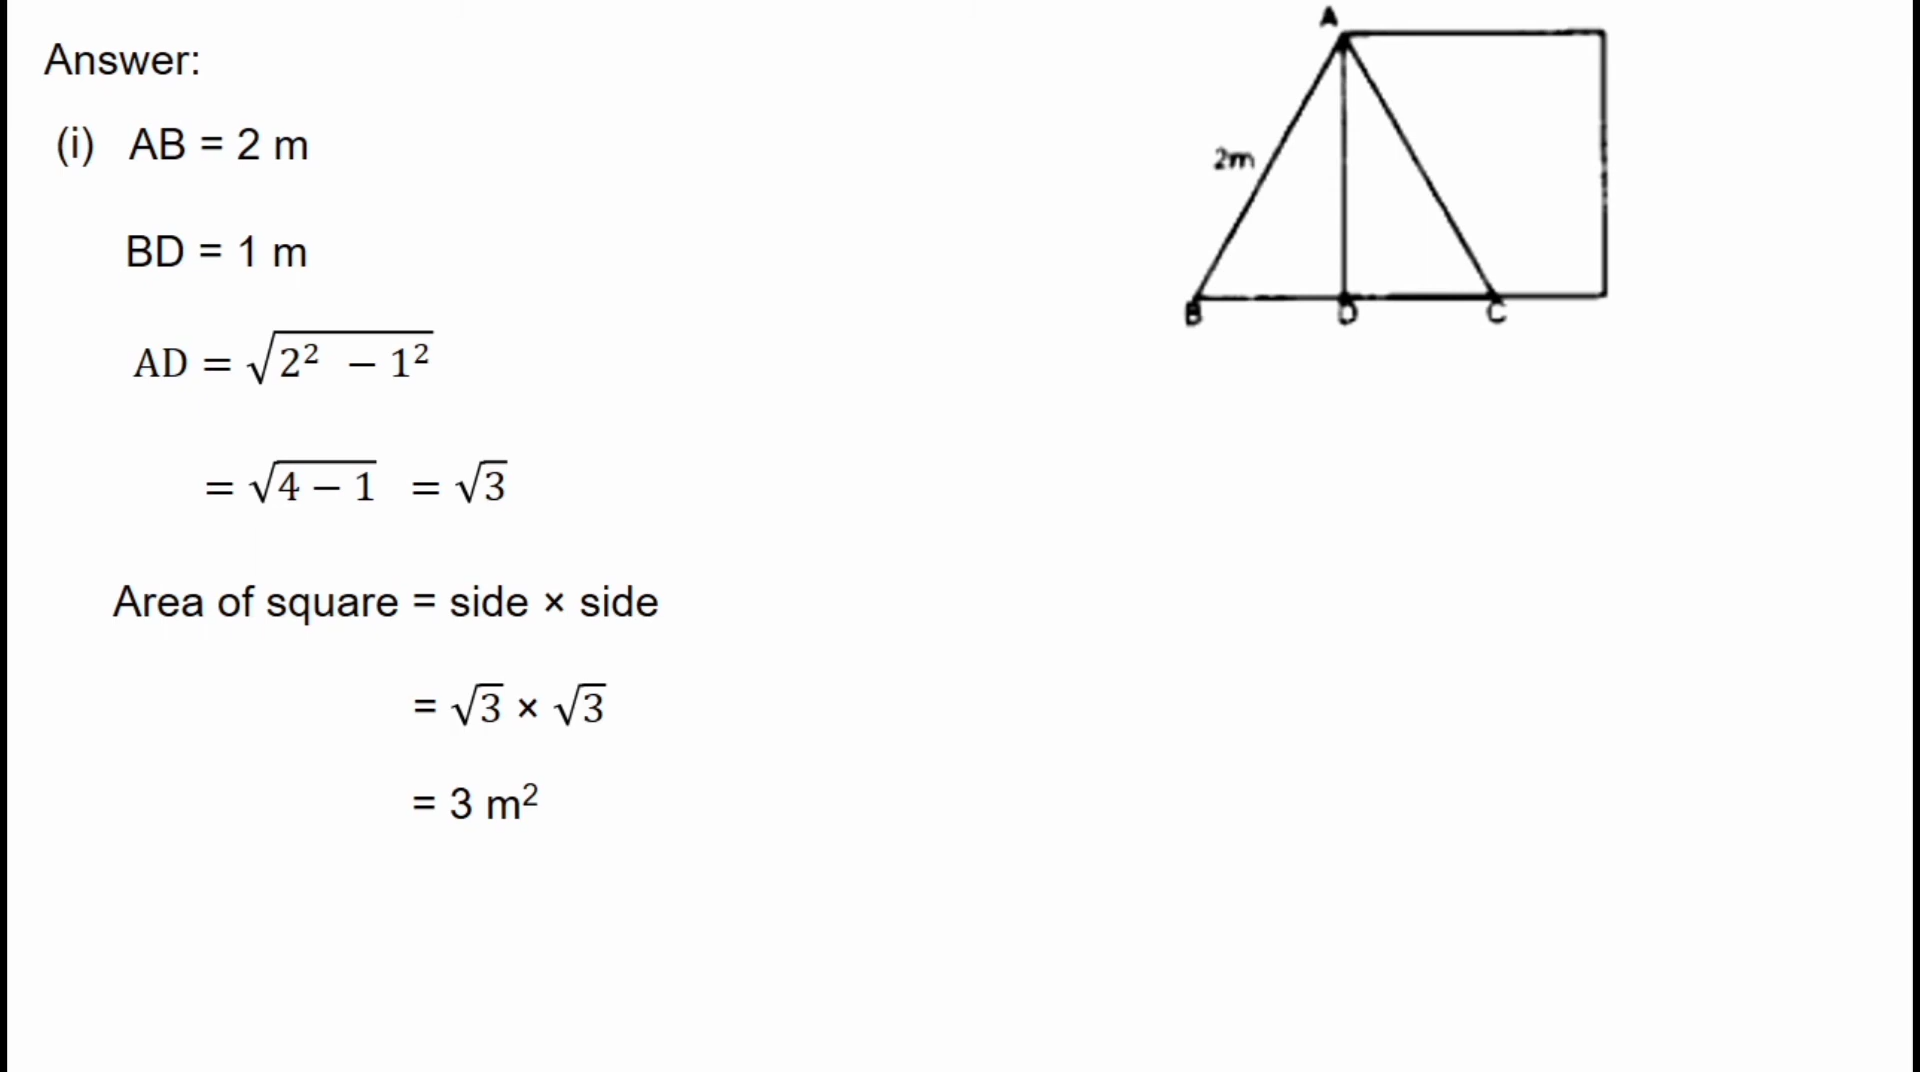 Answer:
(i) AB = 2 m
BD = 1 m
AD = √(2² − 1²)
= √(4 − 1) = √3
Area of square = side × side
= √3 × √3
= 3 m²
A
2m
B D C